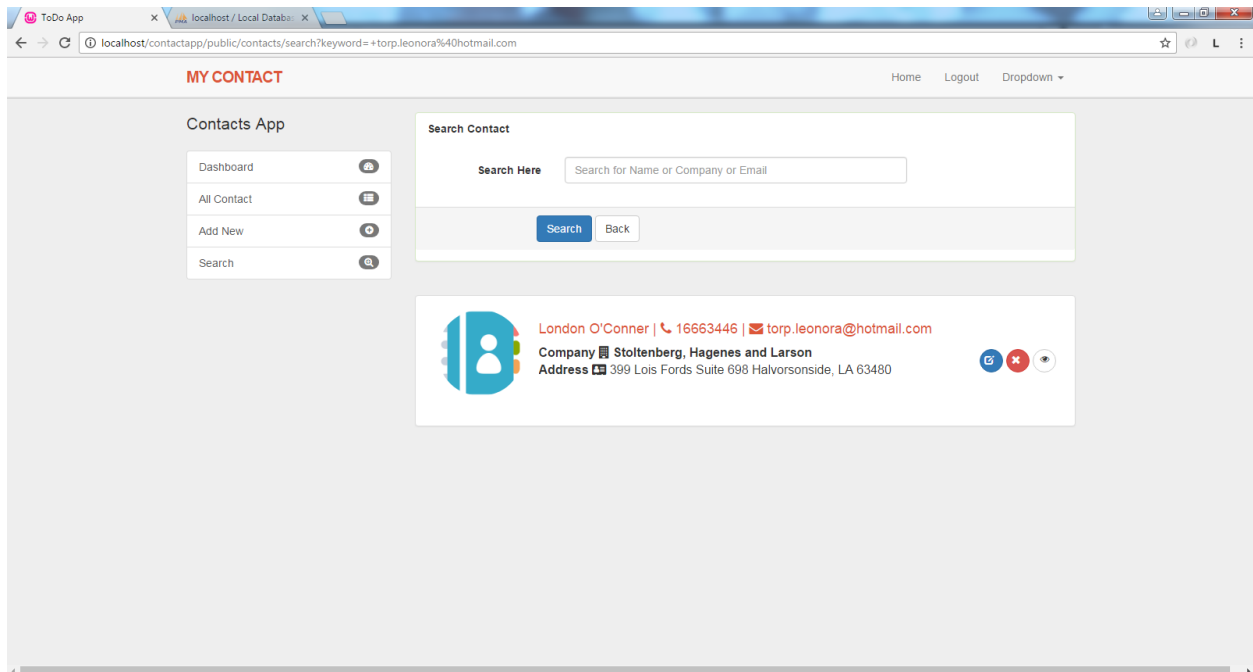 ToDo App
localhost / Local Databa
localhost/contactapp/public/contacts/search?keyword=+torp.leonora%40hotmail.com
L
MY CONTACT
Home Logout Dropdown
Contacts App
Dashboard
All Contact
Add New
Search
Search Contact
Search Here Search for Name or Company or Email
Search Back
London O'Conner | 16663446 | torp.leonora@hotmail.com
Company Stoltenberg, Hagenes and Larson
Address 399 Lois Fords Suite 698 Halvorsonside, LA 63480